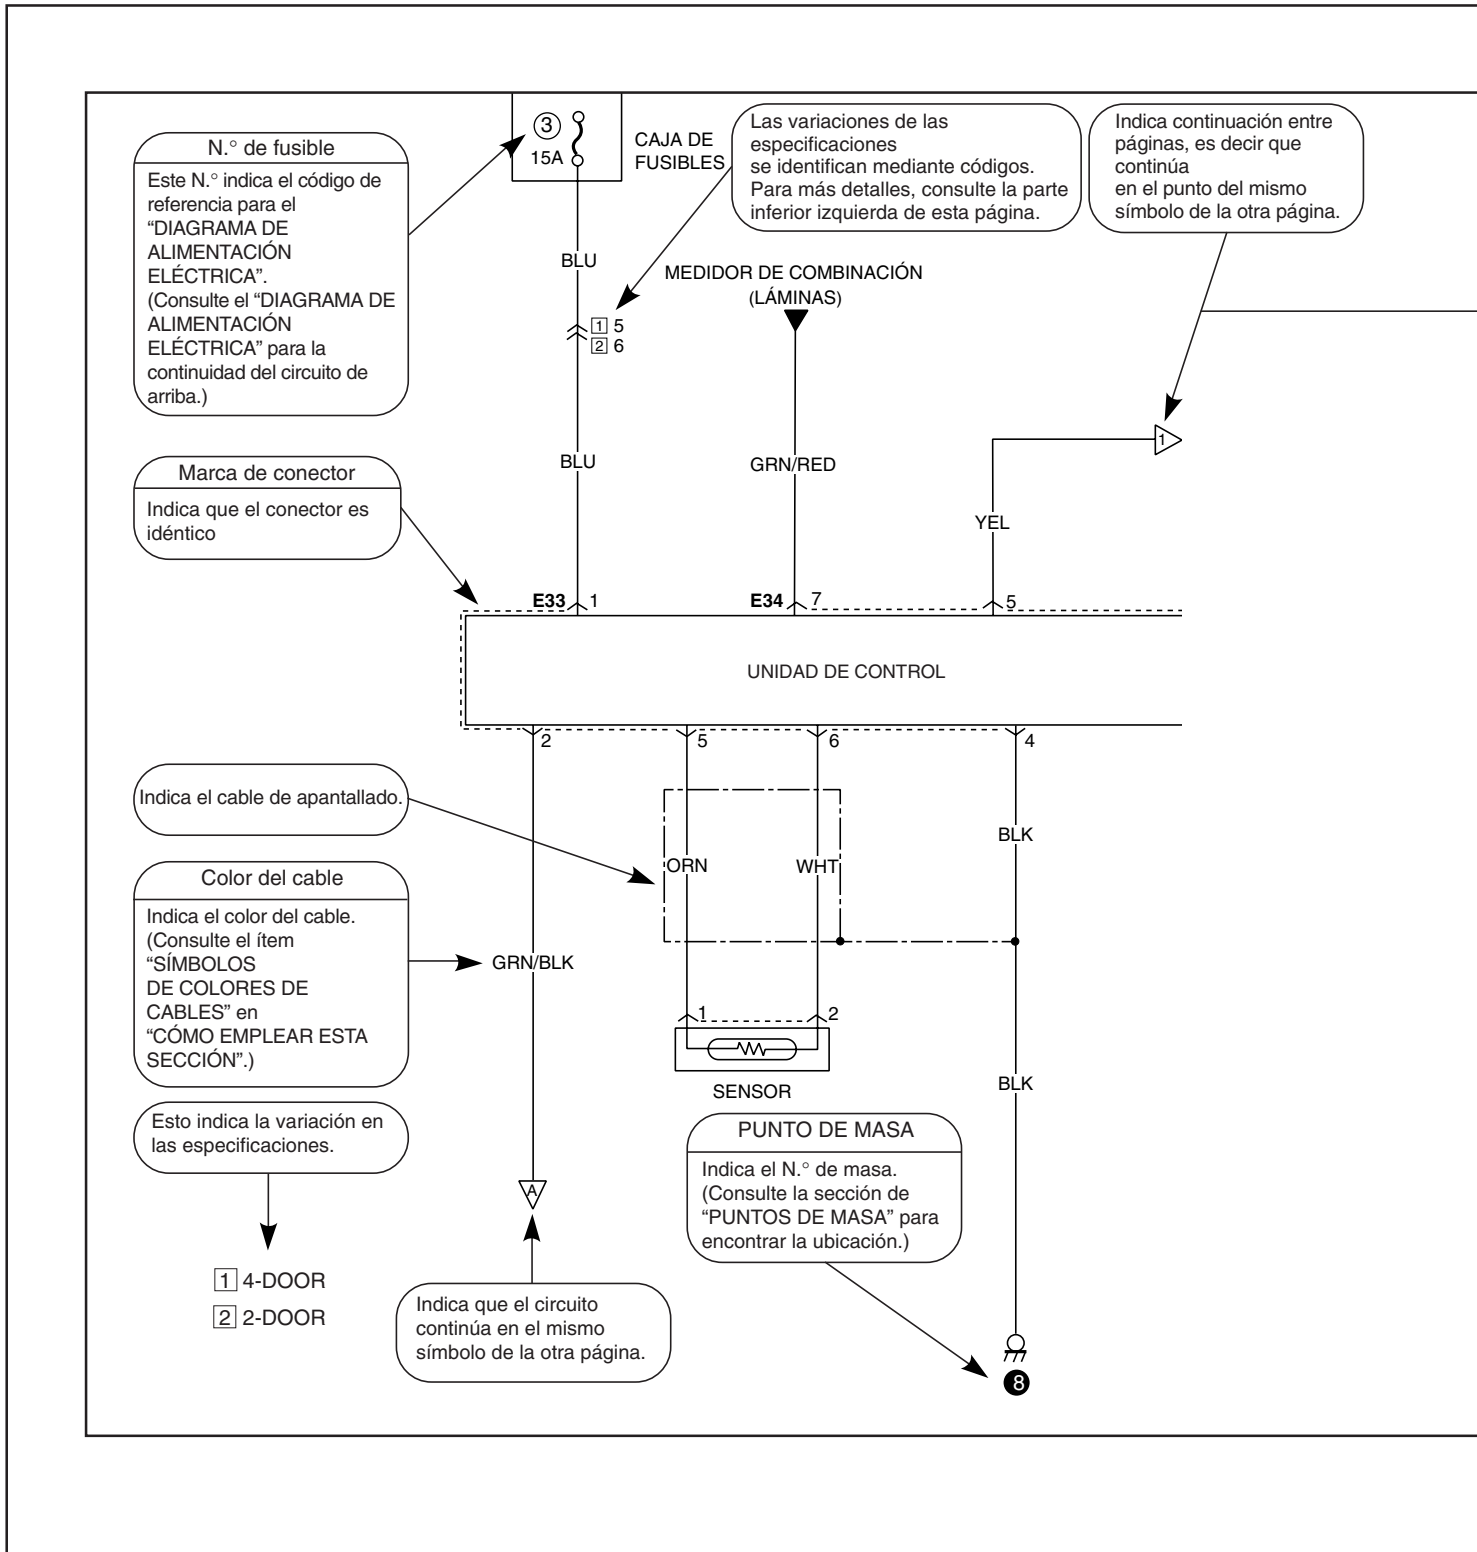 3
15A
CAJA DE
FUSIBLES
Las variaciones de las
especificaciones
se identifican mediante códigos.
Para más detalles, consulte la parte
inferior izquierda de esta página.
Indica continuación entre
páginas, es decir que
continúa
en el punto del mismo
símbolo de la otra página.
N.° de fusible
Este N.° indica el código de
referencia para el
“DIAGRAMA DE
ALIMENTACIÓN
ELÉCTRICA”.
(Consulte el “DIAGRAMA DE
ALIMENTACIÓN
ELÉCTRICA” para la
continuidad del circuito de
arriba.)
BLU
MEDIDOR DE COMBINACIÓN
(LÁMINAS)
1 5
2 6
1
Marca de conector
Indica que el conector es
idéntico
BLU
GRN/RED
YEL
E33 1
E34 7
5
UNIDAD DE CONTROL
2
5
6
4
Indica el cable de apantallado.
BLK
ORN
WHT
Color del cable
Indica el color del cable.
(Consulte el ítem
“SÍMBOLOS
DE COLORES DE
CABLES” en
“CÓMO EMPLEAR ESTA
SECCIÓN”.)
GRN/BLK
1
2
SENSOR
BLK
Esto indica la variación en
las especificaciones.
PUNTO DE MASA
Indica el N.° de masa.
(Consulte la sección de
“PUNTOS DE MASA” para
encontrar la ubicación.)
A
1 4-DOOR
2 2-DOOR
Indica que el circuito
continúa en el mismo
símbolo de la otra página.
8